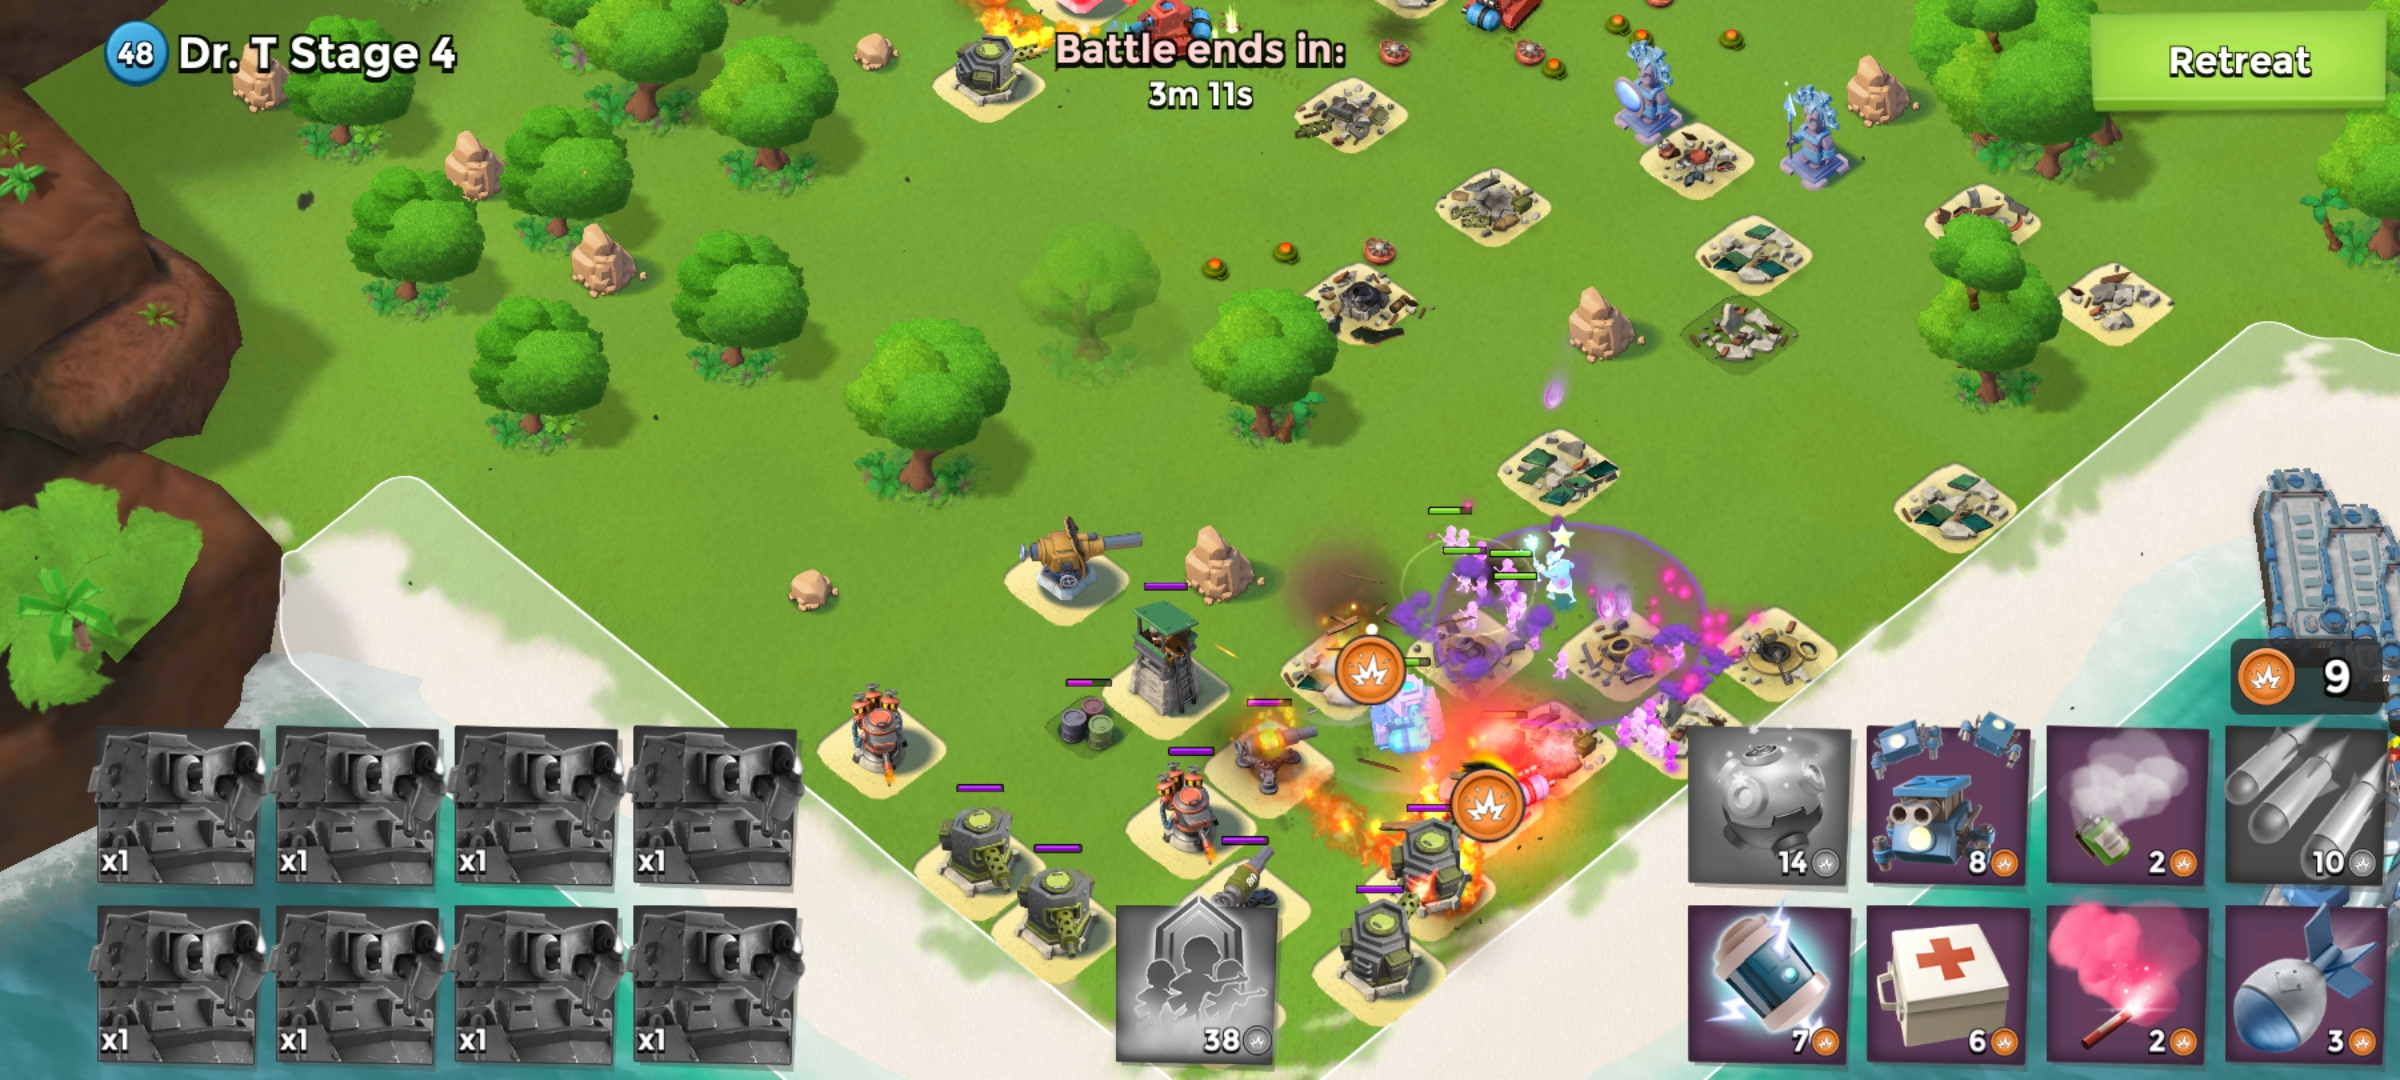 48 Dr. T Stage 4
Battle ends in:
3m 11s
Retreat
9
x1 x1 x1 x1
14 8 2 10
x1 x1 x1 x1
38
7 6 2 3